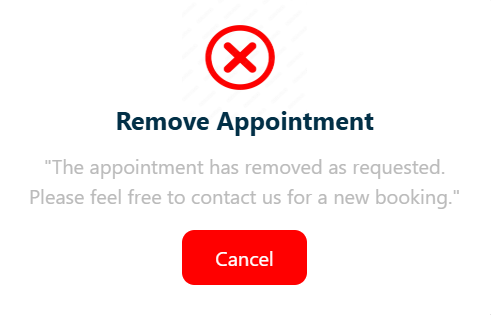 Remove Appointment
"The appointment has removed as requested.
Please feel free to contact us for a new booking."
Cancel